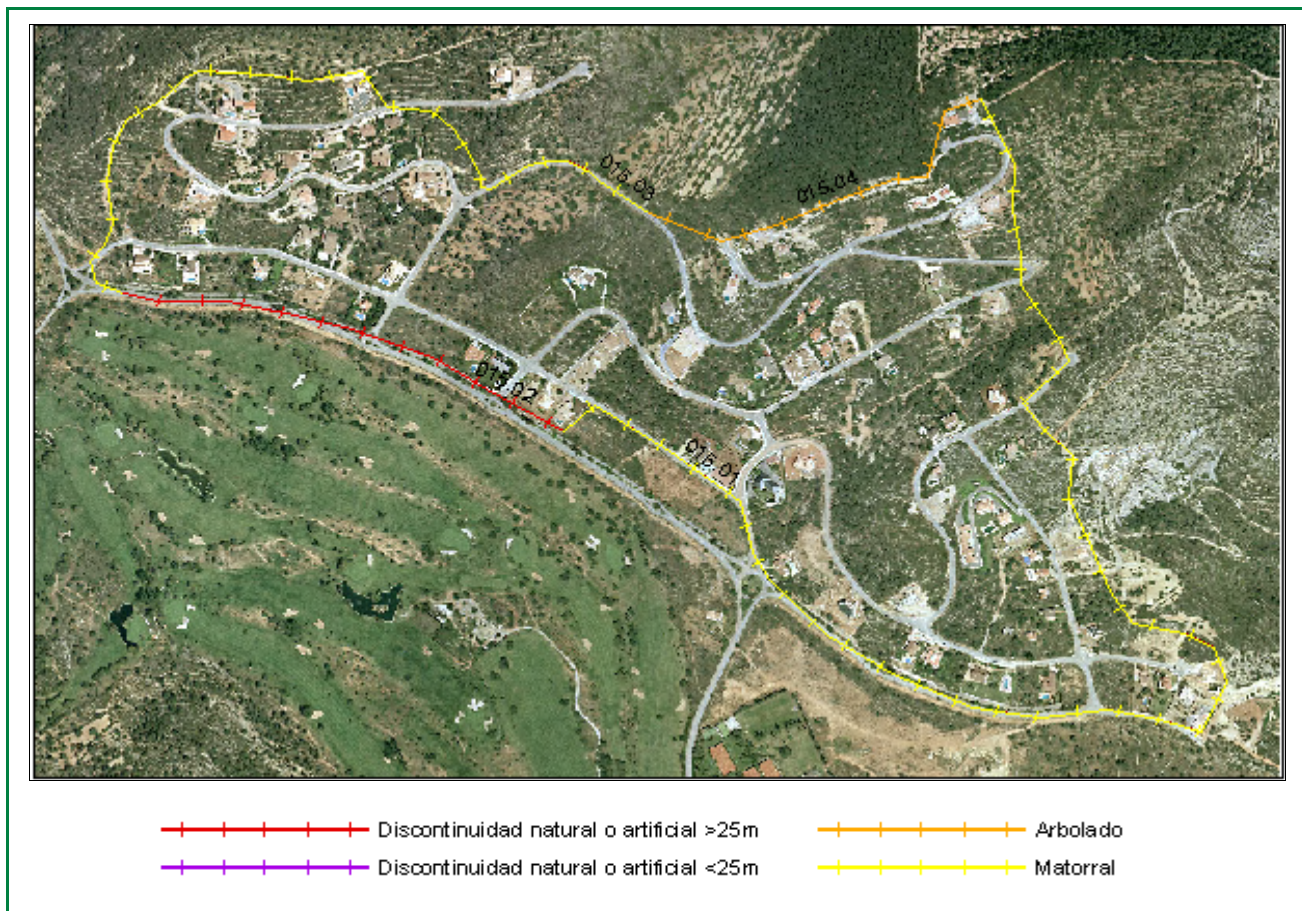 015.03
015.04
015.02
015.01
Discontinuidad natural o artificial >25m
Arbolado
Discontinuidad natural o artificial <25m
Matorral